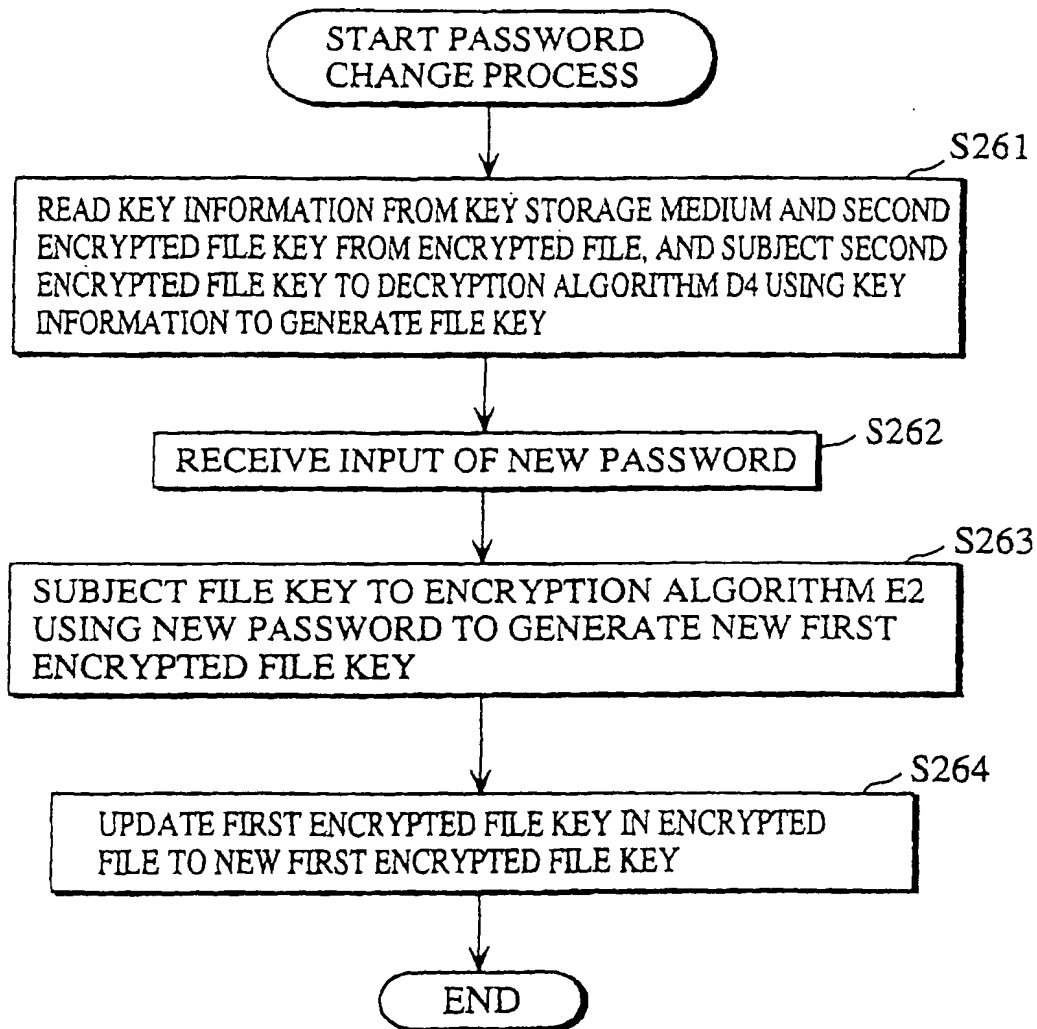 START PASSWORD
CHANGE PROCESS
S261
READ KEY INFORMATION FROM KEY STORAGE MEDIUM AND SECOND
ENCRYPTED FILE KEY FROM ENCRYPTED FILE, AND SUBJECT SECOND
ENCRYPTED FILE KEY TO DECRYPTION ALGORITHM D4 USING KEY
INFORMATION TO GENERATE FILE KEY
S262
RECEIVE INPUT OF NEW PASSWORD
S263
SUBJECT FILE KEY TO ENCRYPTION ALGORITHM E2
USING NEW PASSWORD TO GENERATE NEW FIRST
ENCRYPTED FILE KEY
S264
UPDATE FIRST ENCRYPTED FILE KEY IN ENCRYPTED
FILE TO NEW FIRST ENCRYPTED FILE KEY
END